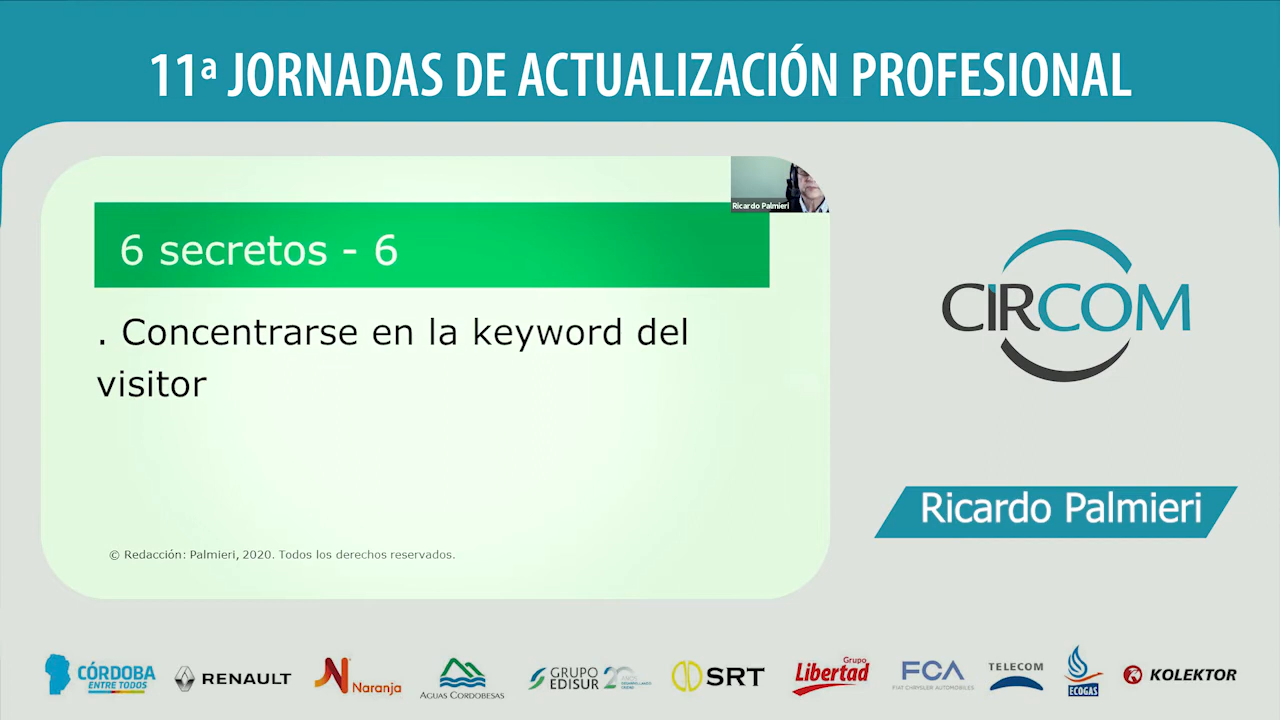 11ª JORNADAS DE ACTUALIZACIÓN PROFESIONAL
Ricardo Palmieri
6 secretos - 6
. Concentrarse en la keyword del
visitor
© Redacción: Palmieri, 2020. Todos los derechos reservados.
CIRCOM
Ricardo Palmieri
CÓRDOBA
ENTRE TODOS
RENAULT
Naranja
AGUAS CORDOBESAS
GRUPO
EDISUR
20
SRT
Grupo
Libertad
FCA
FIAT CHRYSLER AUTOMOBILES
TELECOM
ECOGAS
KOLEKTOR